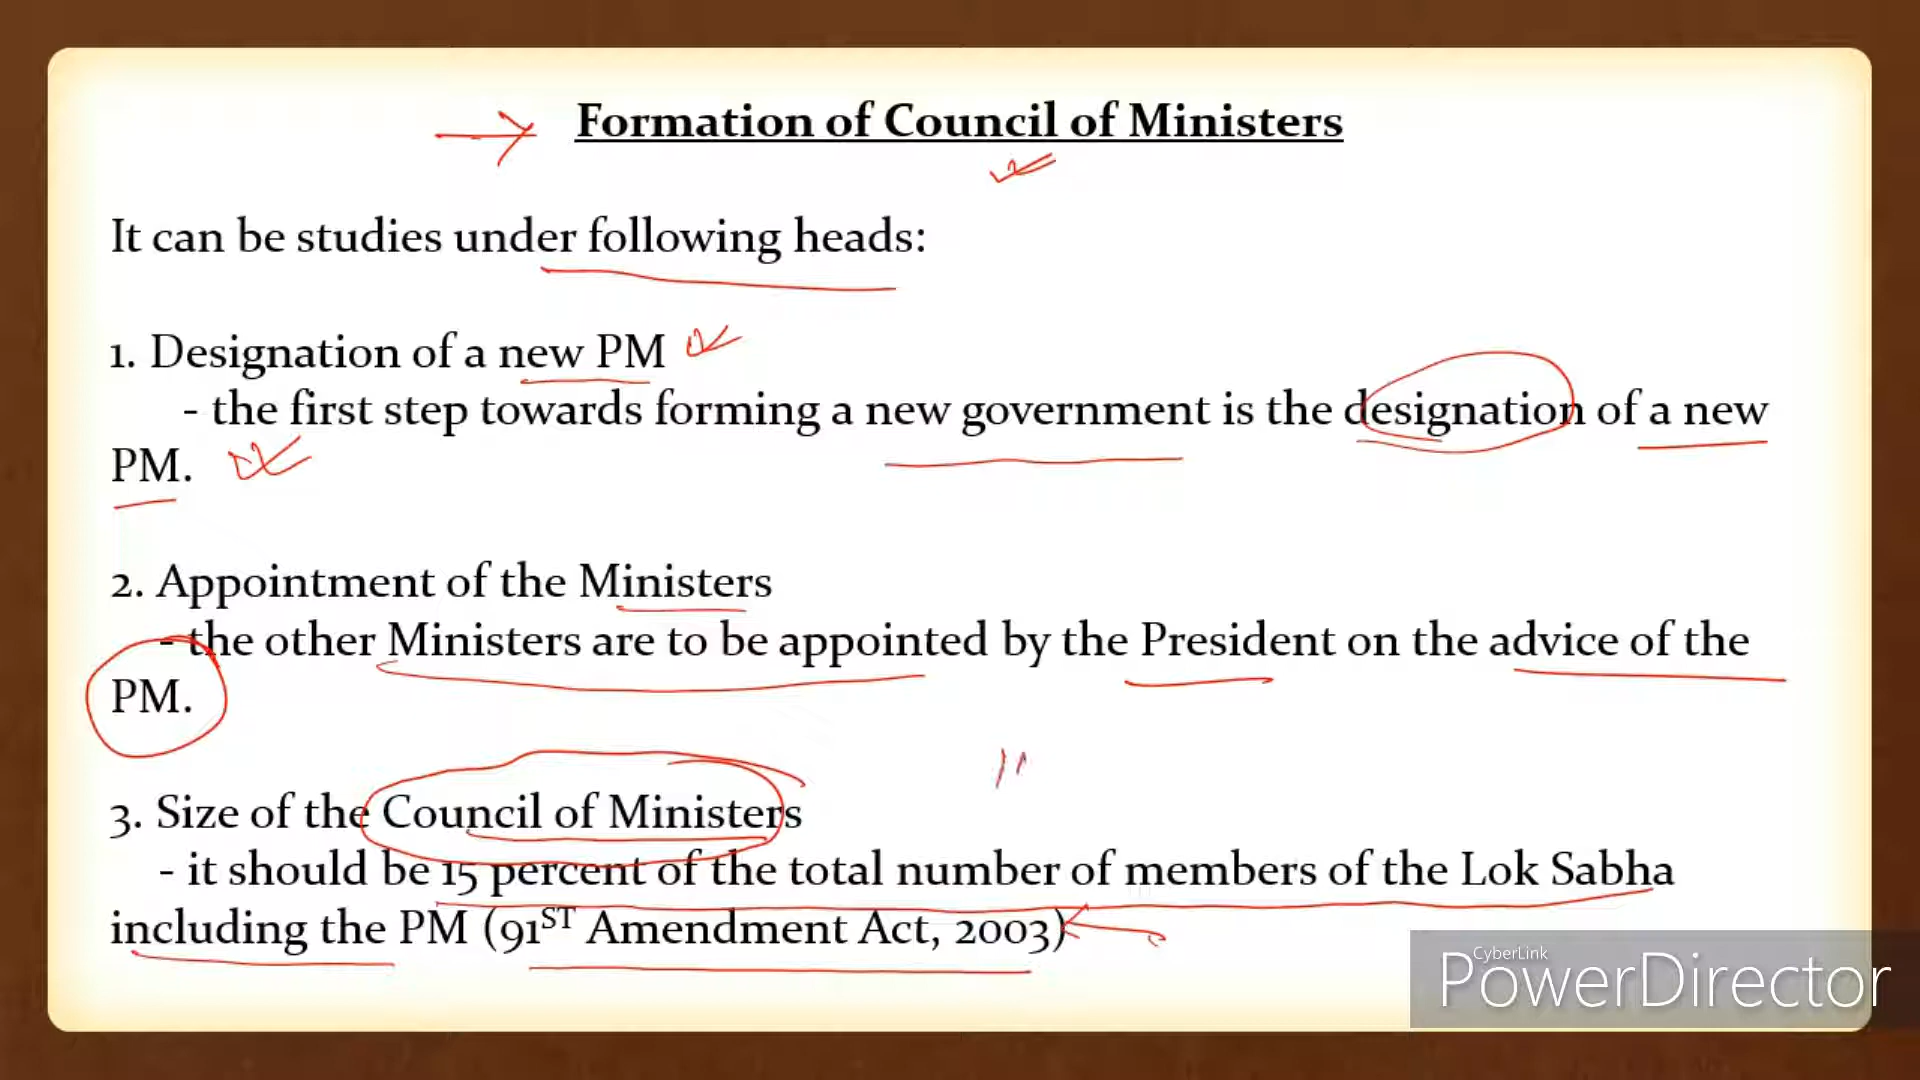 Formation of Council of Ministers
It can be studies under following heads:
1. Designation of a new PM
- the first step towards forming a new government is the designation of a new
PM.
2. Appointment of the Ministers
- the other Ministers are to be appointed by the President on the advice of the
PM.
3. Size of the Council of Ministers
- it should be 15 percent of the total number of members of the Lok Sabha
including the PM (91ST Amendment Act, 2003)
CyberLink
PowerDirector